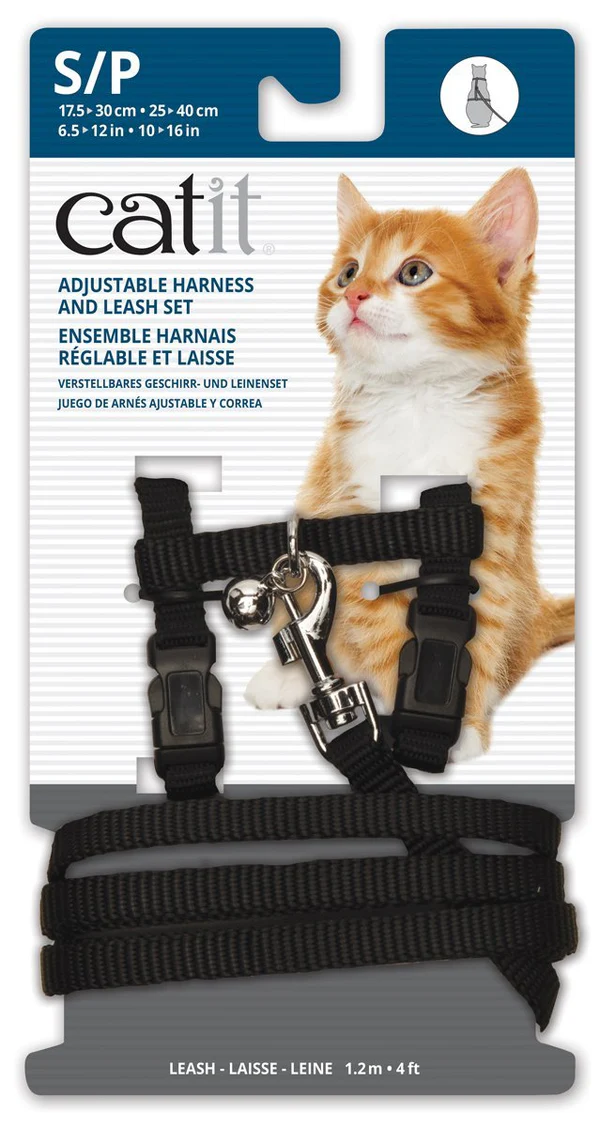 S/P
17.5▸30 cm • 25▸40 cm
6.5▸12 in • 10▸16 in
catit®
ADJUSTABLE HARNESS
AND LEASH SET
ENSEMBLE HARNAIS
RÉGLABLE ET LAISSE
VERSTELLBARES GESCHIRR- UND LEINENSET
JUEGO DE ARNÉS AJUSTABLE Y CORREA
LEASH - LAISSE - LEINE 1.2 m • 4 ft